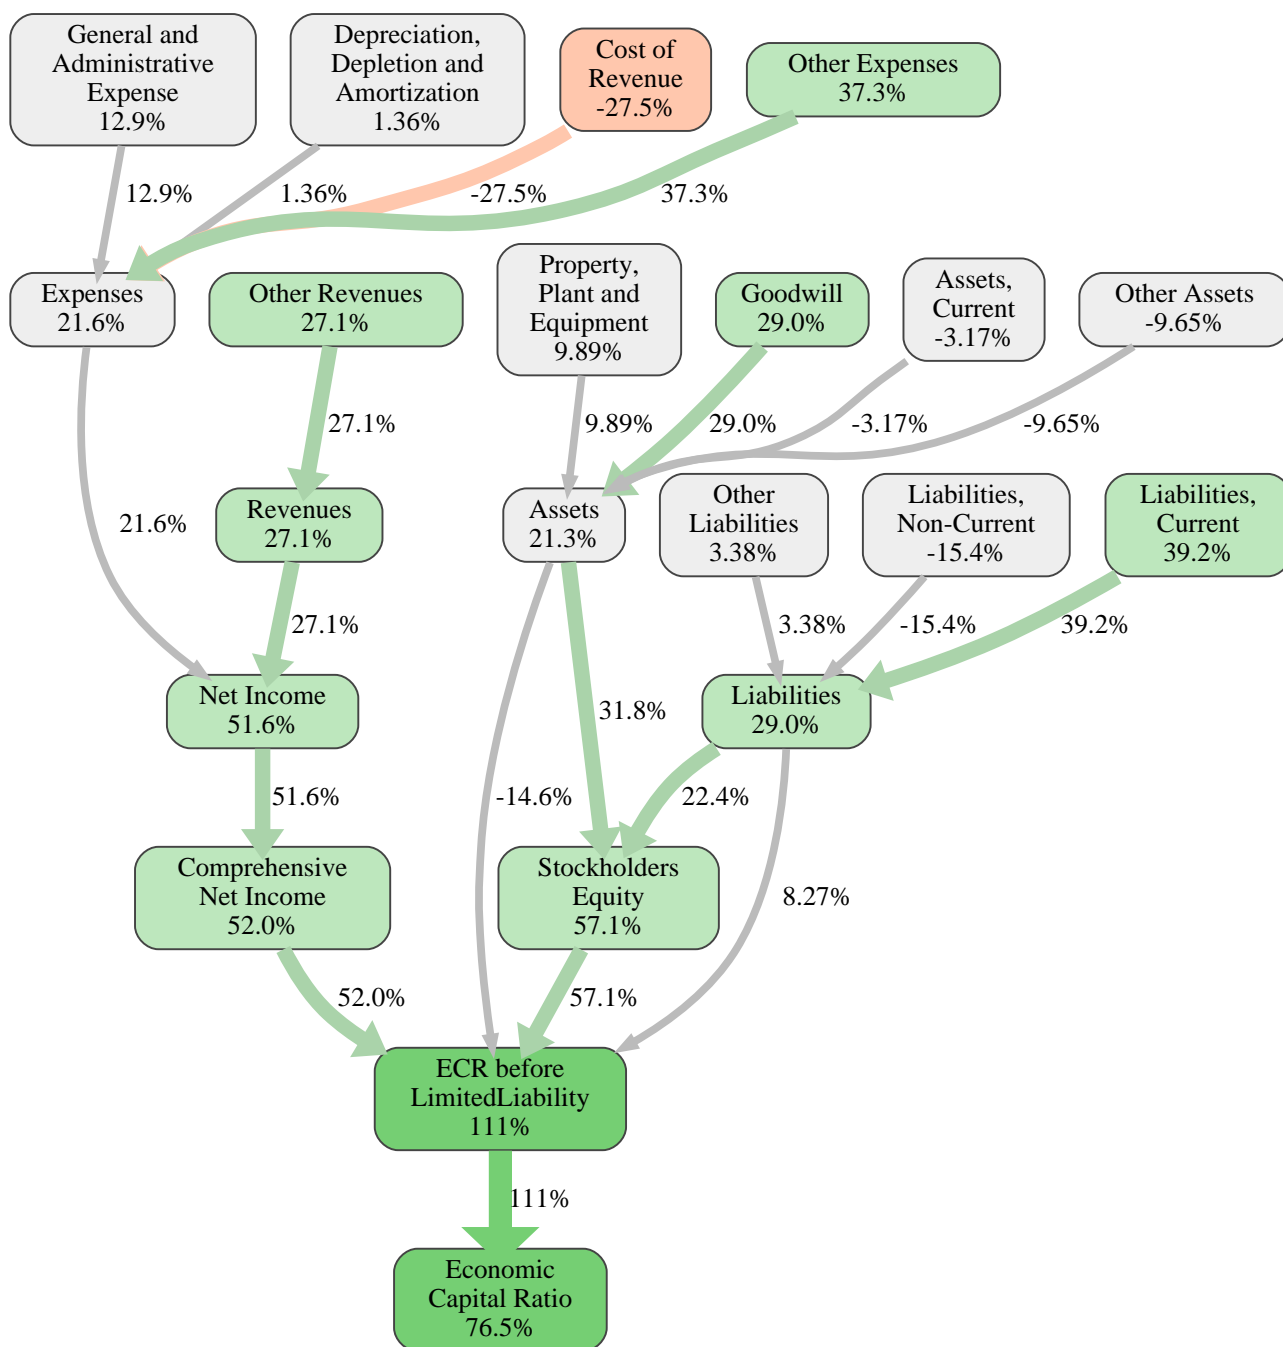 General and
Administrative
Expense
12.9%
Depreciation,
Depletion and
Amortization
1.36%
Cost of
Revenue
-27.5%
Other Expenses
37.3%
12.9%
1.36%
-27.5%
37.3%
Expenses
21.6%
Other Revenues
27.1%
Property,
Plant and
Equipment
9.89%
Goodwill
29.0%
Assets,
Current
-3.17%
Other Assets
-9.65%
27.1%
9.89%
29.0%
-3.17%
-9.65%
21.6%
Revenues
27.1%
Assets
21.3%
Other
Liabilities
3.38%
Liabilities,
Non-Current
-15.4%
Liabilities,
Current
39.2%
27.1%
3.38%
-15.4%
39.2%
Net Income
51.6%
31.8%
Liabilities
29.0%
51.6%
-14.6%
22.4%
Comprehensive
Net Income
52.0%
Stockholders
Equity
57.1%
8.27%
52.0%
57.1%
ECR before
LimitedLiability
111%
111%
Economic
Capital Ratio
76.5%